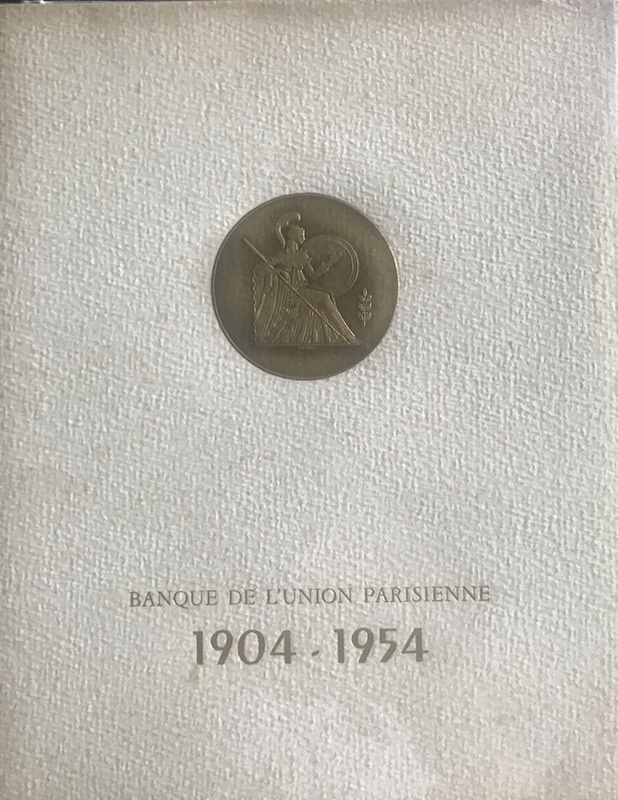 BANQUE DE L'UNION PARISIENNE
1904 - 1954